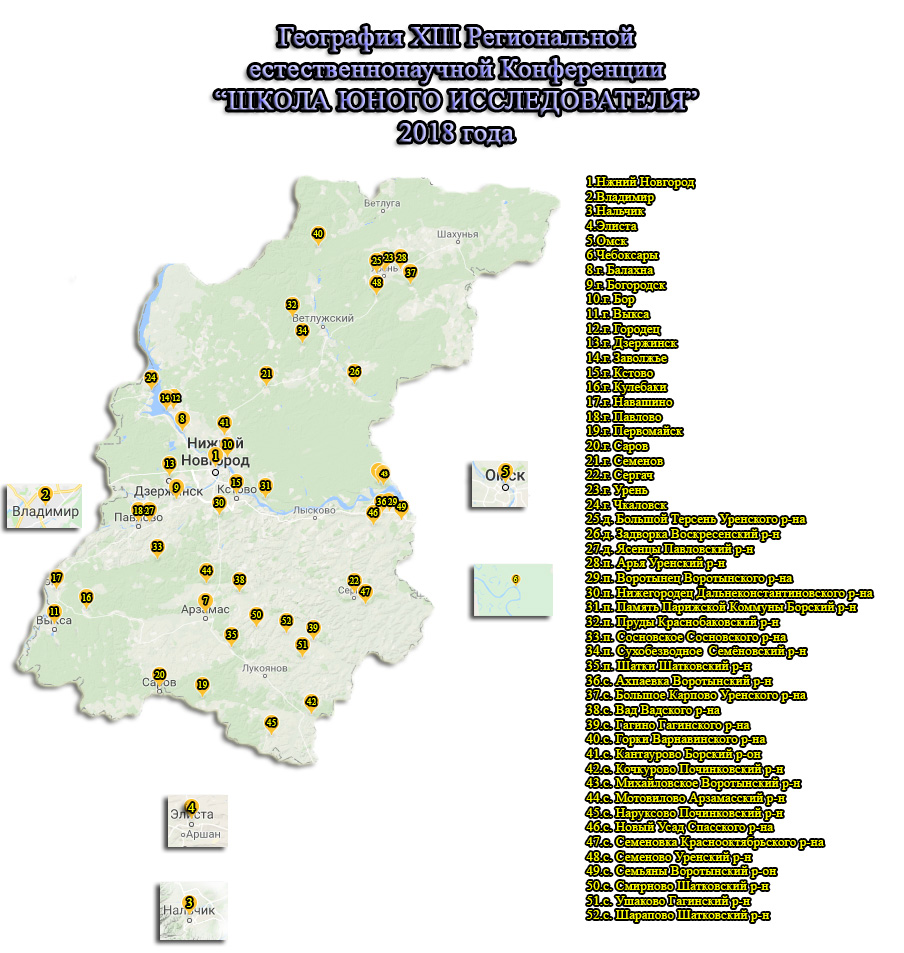 География XIII Региональной
естественнонаучной Конференции
“ШКОЛА ЮНОГО ИССЛЕДОВАТЕЛЯ”
2018 года
Ветлуга
Шахунья
40
25 23 28
37
48
32
Ветлужский
34
24
21
26
14 12
8
41
Нижний
10
1
Новгород
13
9
Дзержинск
15
Кстово
31
30
43
36 29
49
46
Лысково
18 27
Павлово
33
44
38
17
16
11
Выкса
7
Арзамас
22
47
50
52
39
35
51
Лукоянов
20
Саров
19
42
45
2
Владимир
5
Омск
6
4
Элиста
Аршан
3
Нальчик
1.Нжний Новгород
2.Владимир
3.Нальчик
4.Элиста
5.Омск
6.Чебоксары
8.г. Балахна
9.г. Богородск
10.г. Бор
11.г. Выкса
12.г. Городец
13.г. Дзержинск
14.г. Заволжье
15.г. Кстово
16.г. Кулебаки
17.г. Навашино
18.г. Павлово
19.г. Первомайск
20.г. Саров
21.г. Семенов
22.г. Сергач
23.г. Урень
24.г. Чкаловск
25.д. Большой Терсень Уренского р-на
26.д. Задворка Воскресенский р-н
27.д. Ясенцы Павловский р-н
28.п. Арья Уренский р-н
29.п. Воротынец Воротынского р-на
30.п. Нижегородец Дальнеконстантиновского р-на
31.п. Память Парижской Коммуны Борский р-н
32.п. Пруды Краснобаковский р-н
33.п. Сосновское Сосновского р-на
34.п. Сухобезводное Семёновский р-н
35.п. Шатки Шатковский р-н
36.с. Ахпаевка Воротынский р-н
37.с. Большое Карпово Уренского р-на
38.с. Вад Вадского р-на
39.с. Гагино Гагинского р-на
40.с. Горки Варнавинского р-на
41.с. Кантаурово Борский р-он
42.с. Кочкурово Починковский р-н
43.с. Михайловское Воротынский р-н
44.с. Мотовилово Арзамасский р-н
45.с. Наруксово Починковский р-н
46.с. Новый Усад Спасского р-на
47.с. Семеновка Краснооктябрьского р-на
48.с. Семеново Уренский р-н
49.с. Семьяны Воротынский р-он
50.с. Смирново Шатковский р-н
51.с. Ушаково Гагинский р-н
52.с. Шарапово Шатковский р-н